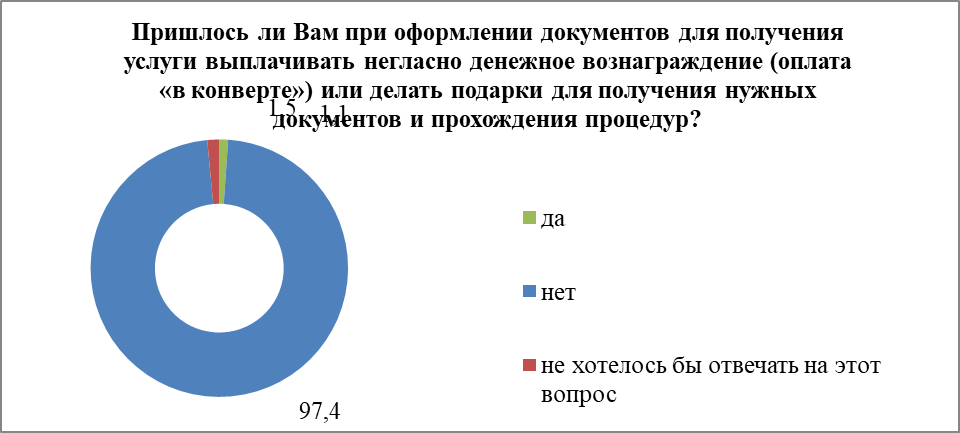 Пришлось ли Вам при оформлении документов для получения
услуги выплачивать негласно денежное вознаграждение (оплата
«в конверте») или делать подарки для получения нужных
документов и прохождения процедур?
1,5
1,1
да
нет
не хотелось бы отвечать на этот
вопрос
97,4